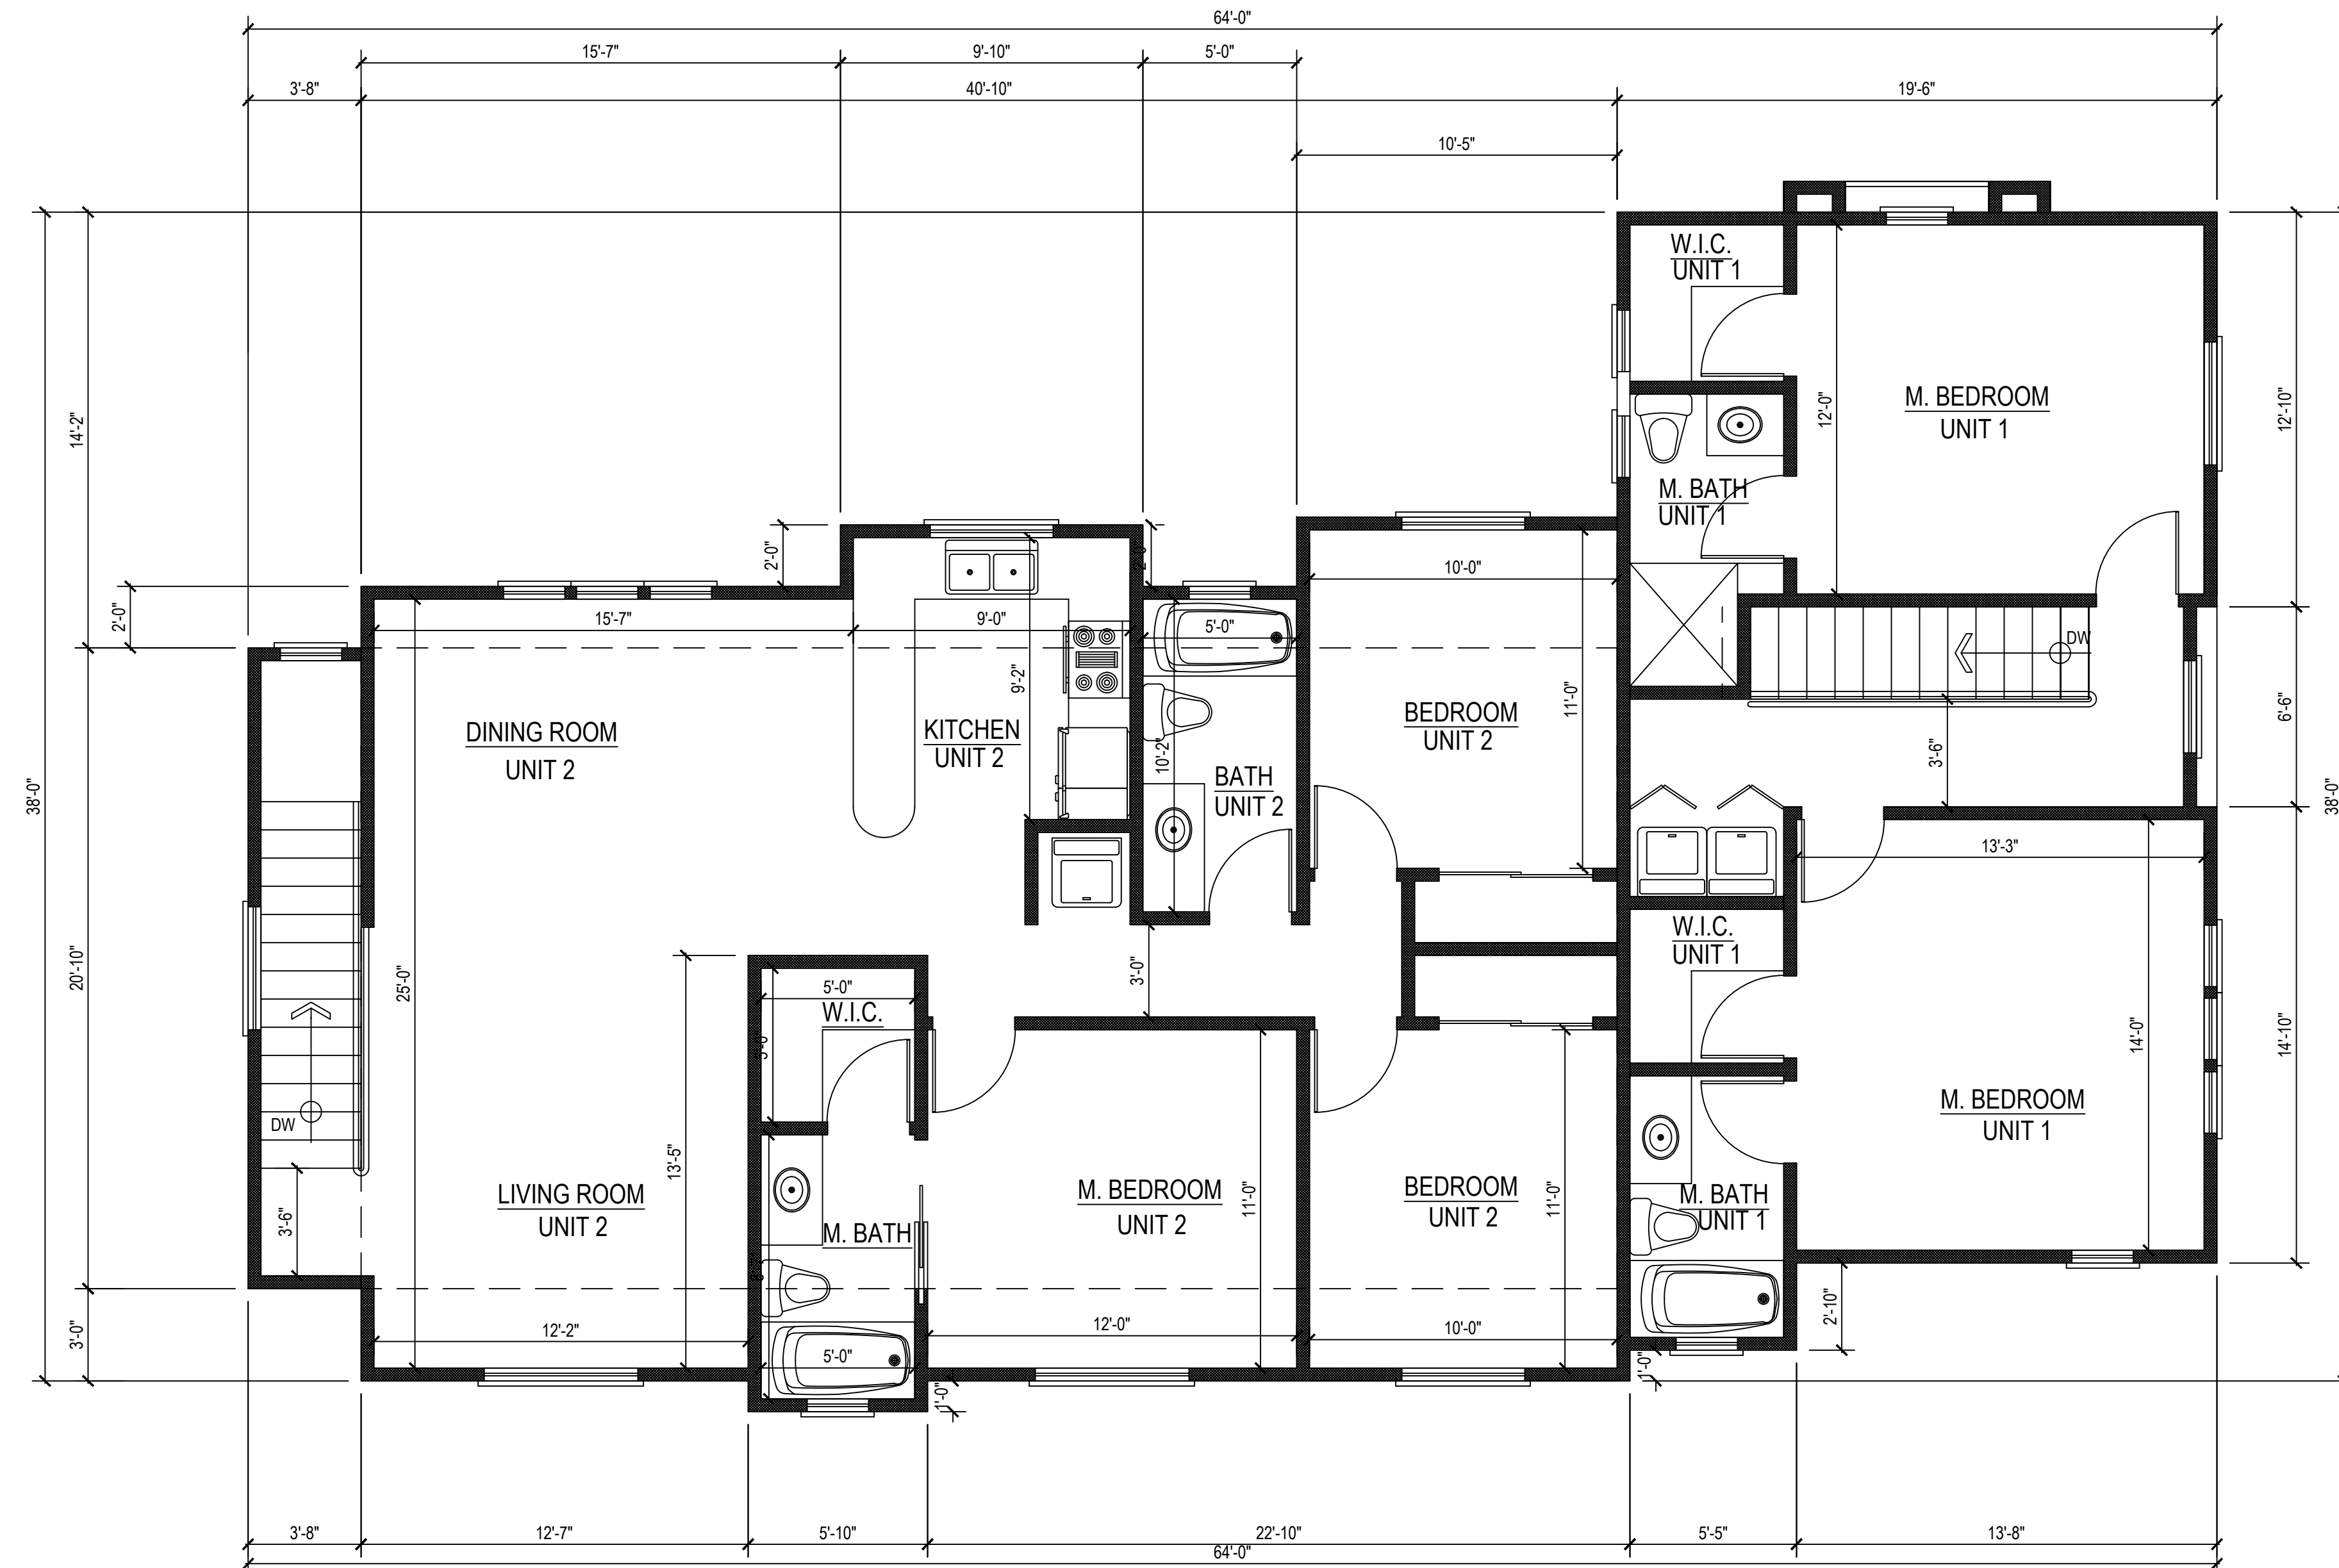 64'-0"
15'-7"
9'-10"
5'-0"
3'-8"
40'-10"
19'-6"
10'-5"
W.I.C.
UNIT 1
M. BEDROOM
UNIT 1
12'-0"
12'-10"
14'-2"
M. BATH
UNIT 1
2'-0"
2'-0"
2'-0"
10'-0"
15'-7"
9'-0"
5'-0"
DW
9'-2"
11'-0"
DINING ROOM
UNIT 2
KITCHEN
UNIT 2
BEDROOM
UNIT 2
6'-6"
3'-6"
10'-2"
BATH
UNIT 2
38'-0"
38'-0"
13'-3"
W.I.C.
UNIT 1
20'-10"
25'-0"
3'-0"
5'-0"
W.I.C.
5'-0"
14'-0"
14'-10"
M. BEDROOM
UNIT 1
DW
13'-5"
LIVING ROOM
UNIT 2
M. BEDROOM
UNIT 2
11'-0"
BEDROOM
UNIT 2
11'-0"
M. BATH
UNIT 1
3'-6"
M. BATH
2'-10"
3'-0"
12'-2"
5'-0"
12'-0"
10'-0"
1'-0"
1'-0"
3'-8"
12'-7"
5'-10"
22'-10"
5'-5"
13'-8"
64'-0"